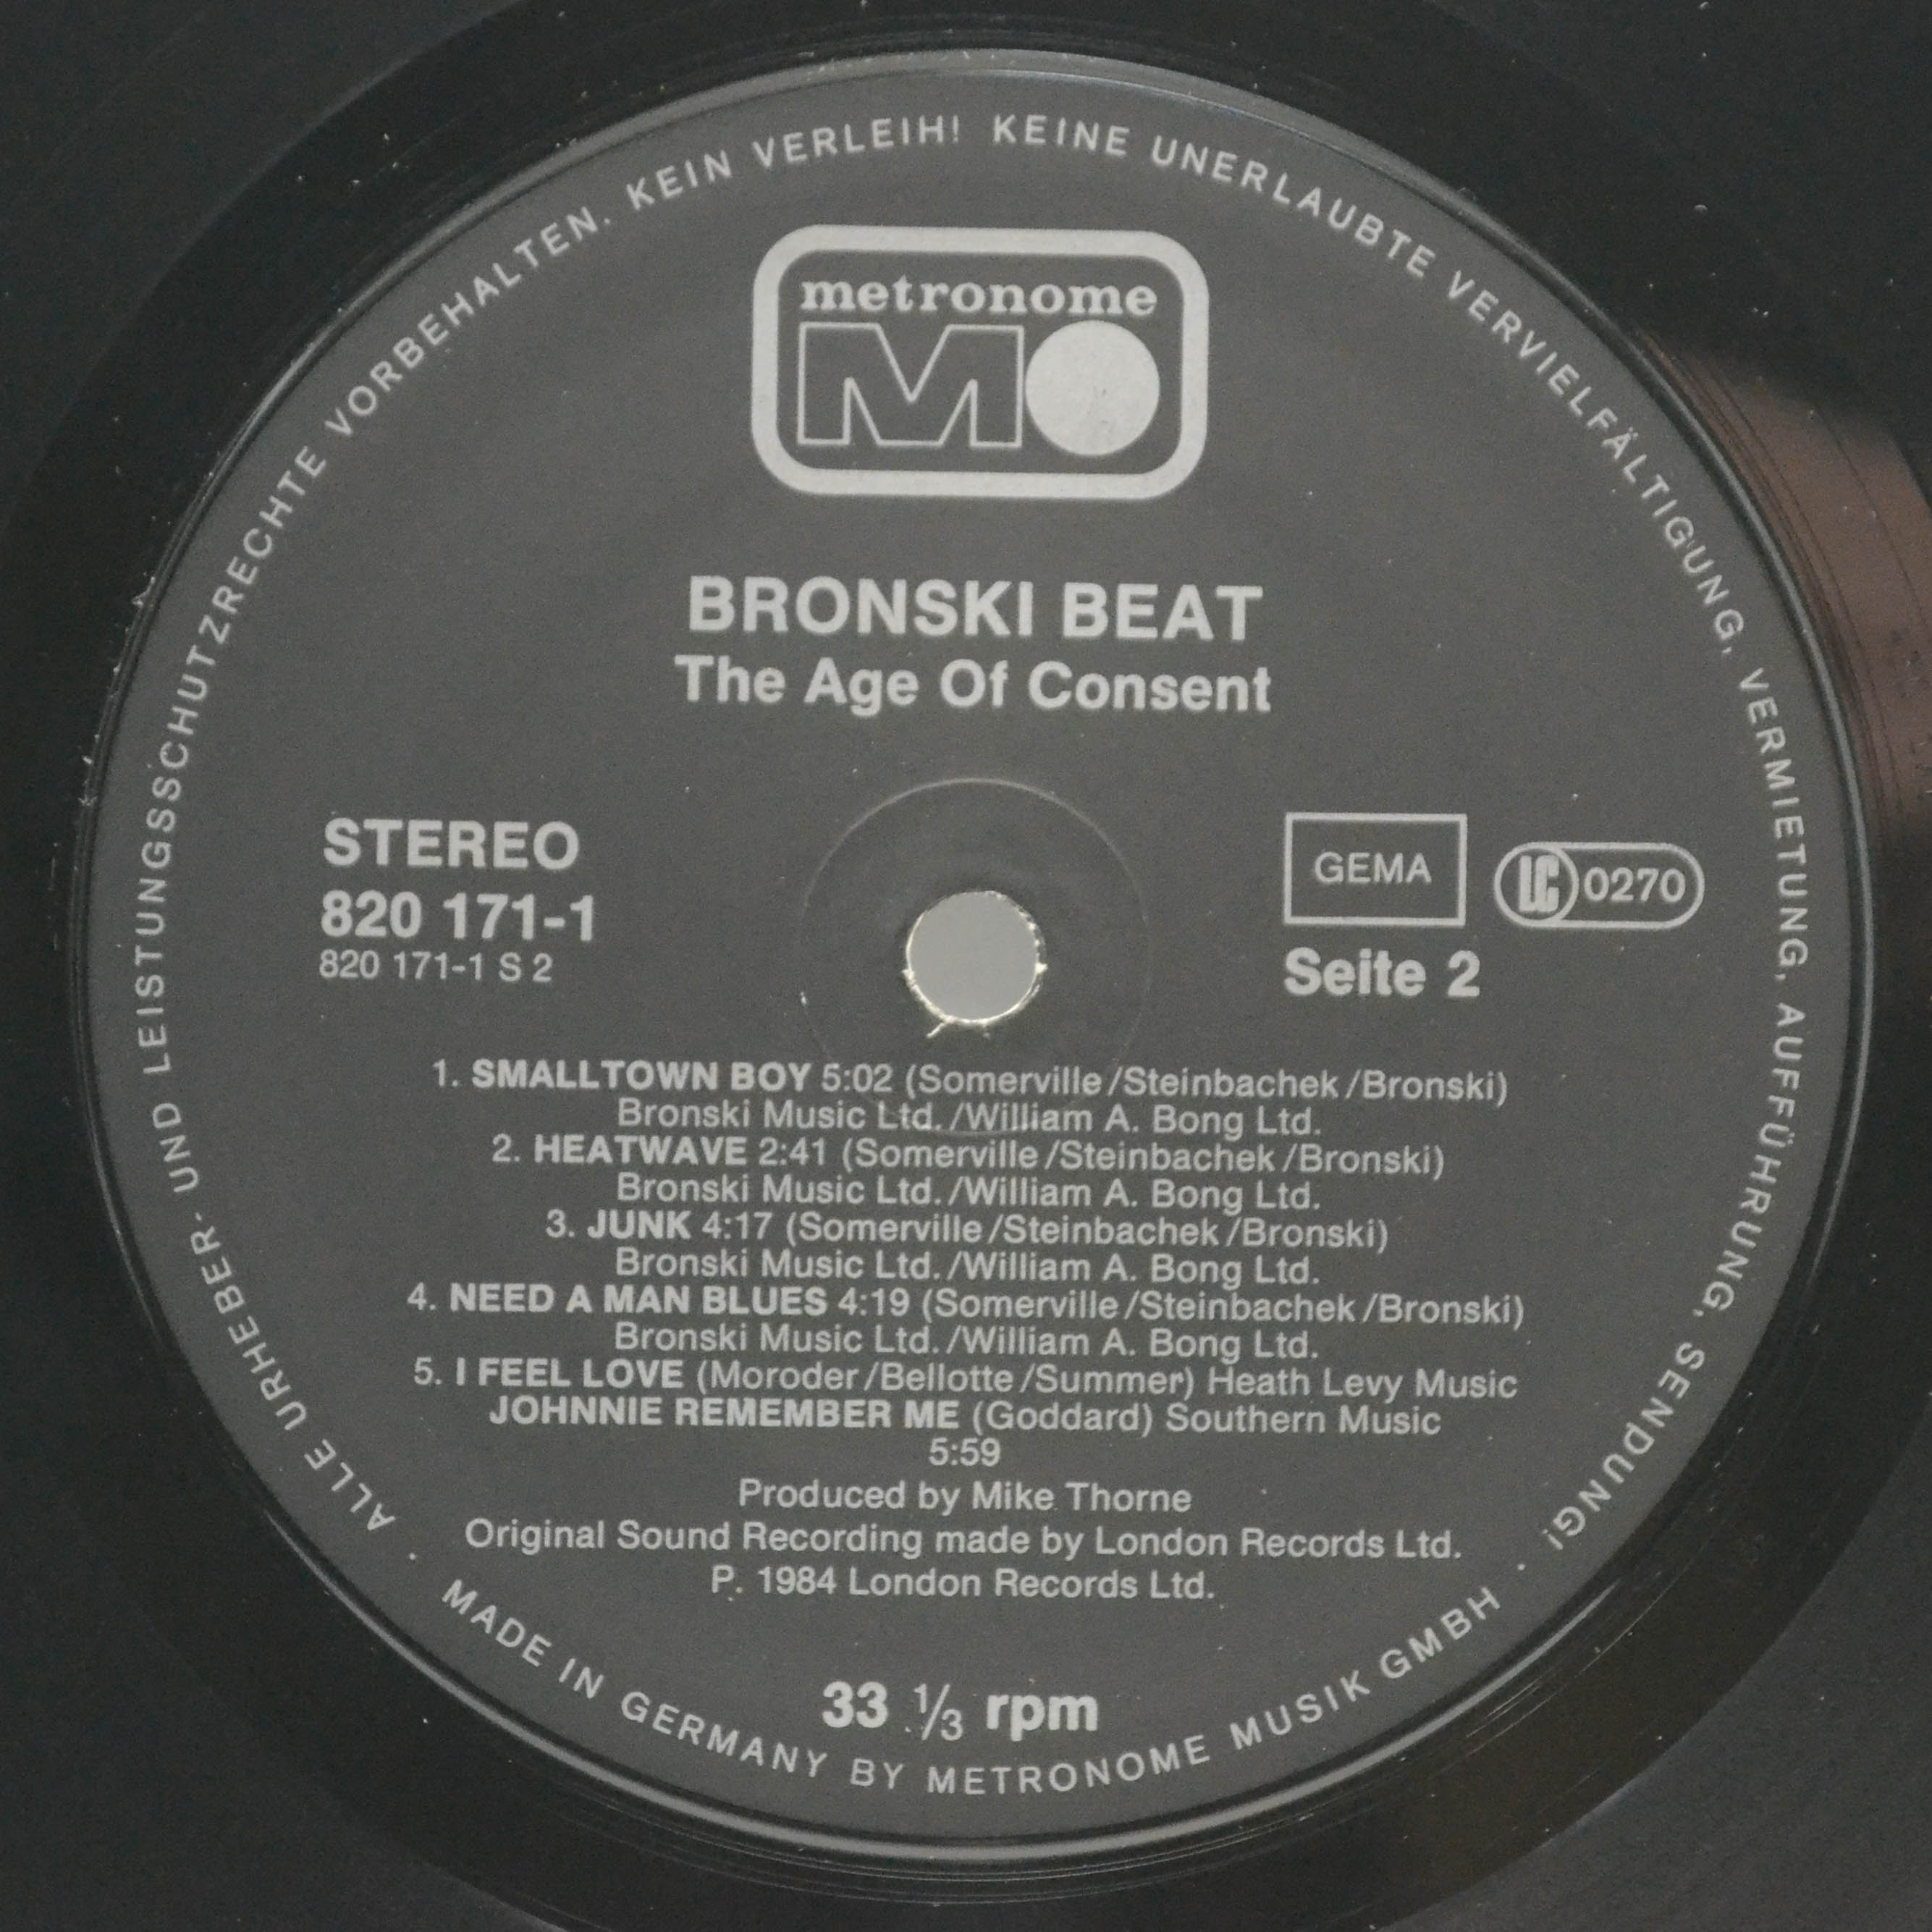 ALLE URHEBER- UND LEISTUNGSSCHUTZRECHTE VORBEHALTEN. KEIN VERLEIH! KEINE UNERLAUBTE VERVIELFÄLTIGUNG, VERMIETUNG, AUFFÜHRUNG, SENDUNG!
metronome
MO
BRONSKI BEAT
The Age Of Consent
STEREO
820 171-1
820 171-1 S 2
GEMA
LC 0270
Seite 2
1. SMALLTOWN BOY 5:02 (Somerville/Steinbachek/Bronski)
Bronski Music Ltd./William A. Bong Ltd.
2. HEATWAVE 2:41 (Somerville/Steinbachek/Bronski)
Bronski Music Ltd./William A. Bong Ltd.
3. JUNK 4:17 (Somerville/Steinbachek/Bronski)
Bronski Music Ltd./William A. Bong Ltd.
4. NEED A MAN BLUES 4:19 (Somerville/Steinbachek/Bronski)
Bronski Music Ltd./William A. Bong Ltd.
5. I FEEL LOVE (Moroder/Bellotte/Summer) Heath Levy Music
JOHNNIE REMEMBER ME (Goddard) Southern Music
5:59
Produced by Mike Thorne
Original Sound Recording made by London Records Ltd.
P. 1984 London Records Ltd.
33 1/3 rpm
· MADE IN GERMANY BY METRONOME MUSIK GMBH ·